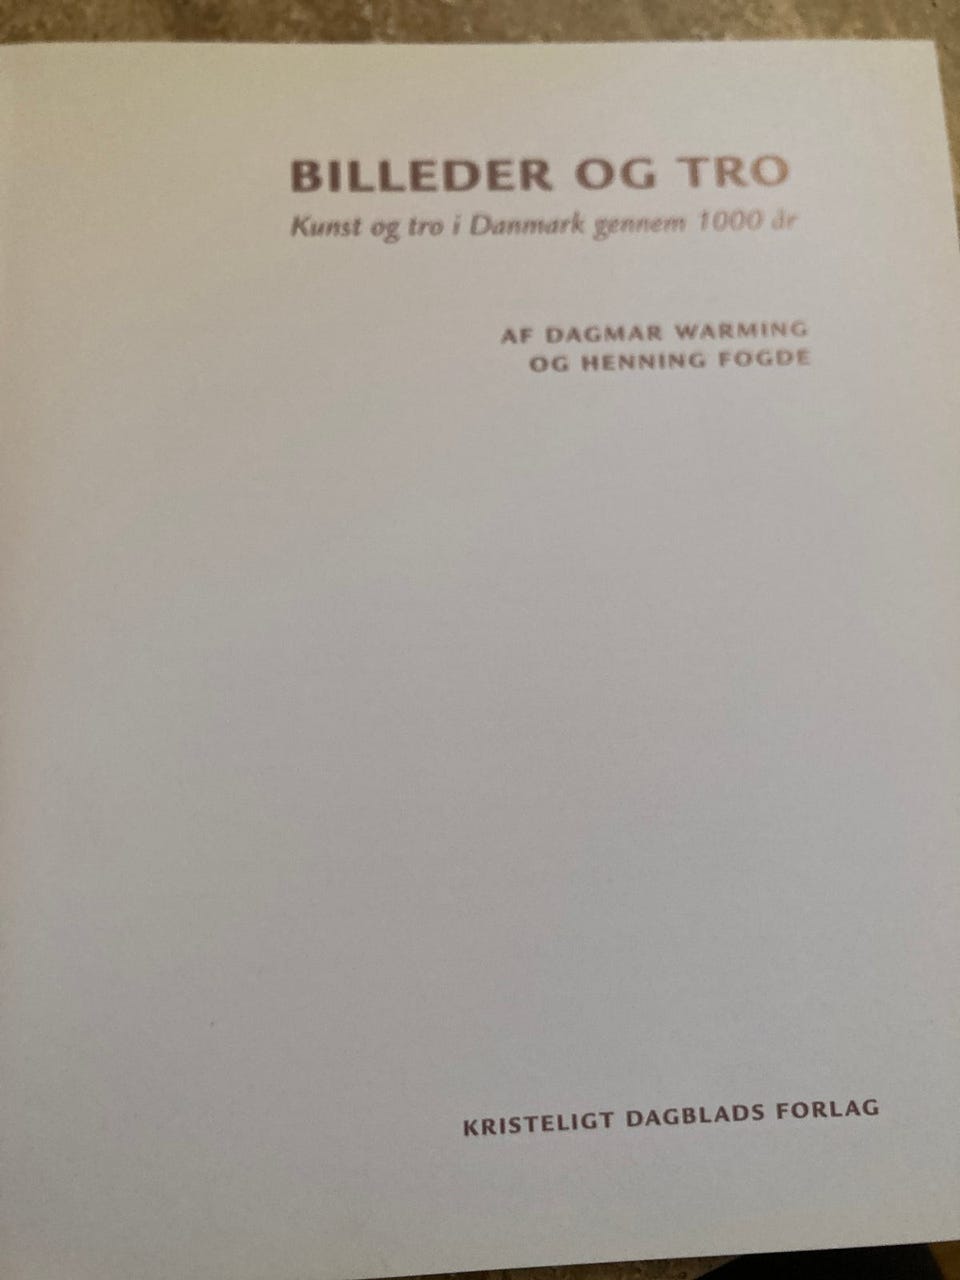 BILLEDER OG TRO
Kunst og tro i Danmark gennem 1000 år
AF DAGMAR WARMING
OG HENNING FOGDE
KRISTELIGT DAGBLADS FORLAG